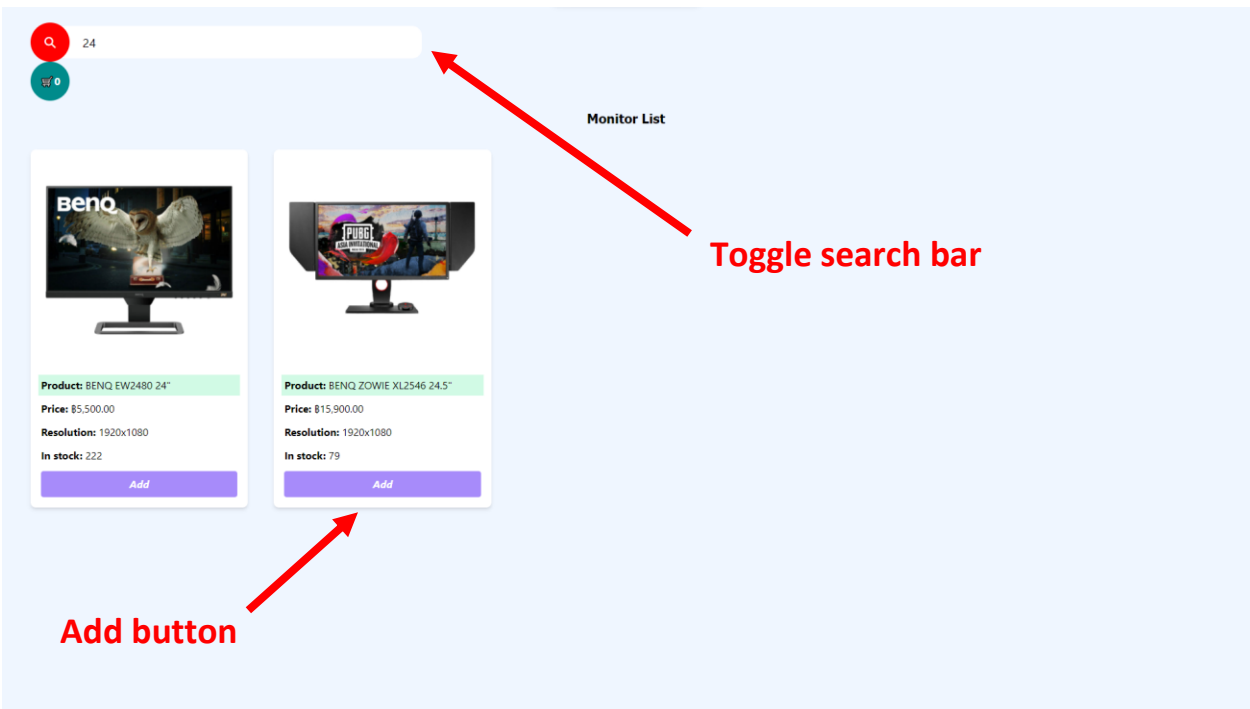 24
🛒 0
Monitor List
Toggle search bar
BenQ
PUBG
ASIA INVITATIONAL
Product: BENQ EW2480 24"
Price: ฿5,500.00
Resolution: 1920x1080
In stock: 222
Add
Product: BENQ ZOWIE XL2546 24.5"
Price: ฿15,900.00
Resolution: 1920x1080
In stock: 79
Add
Add button